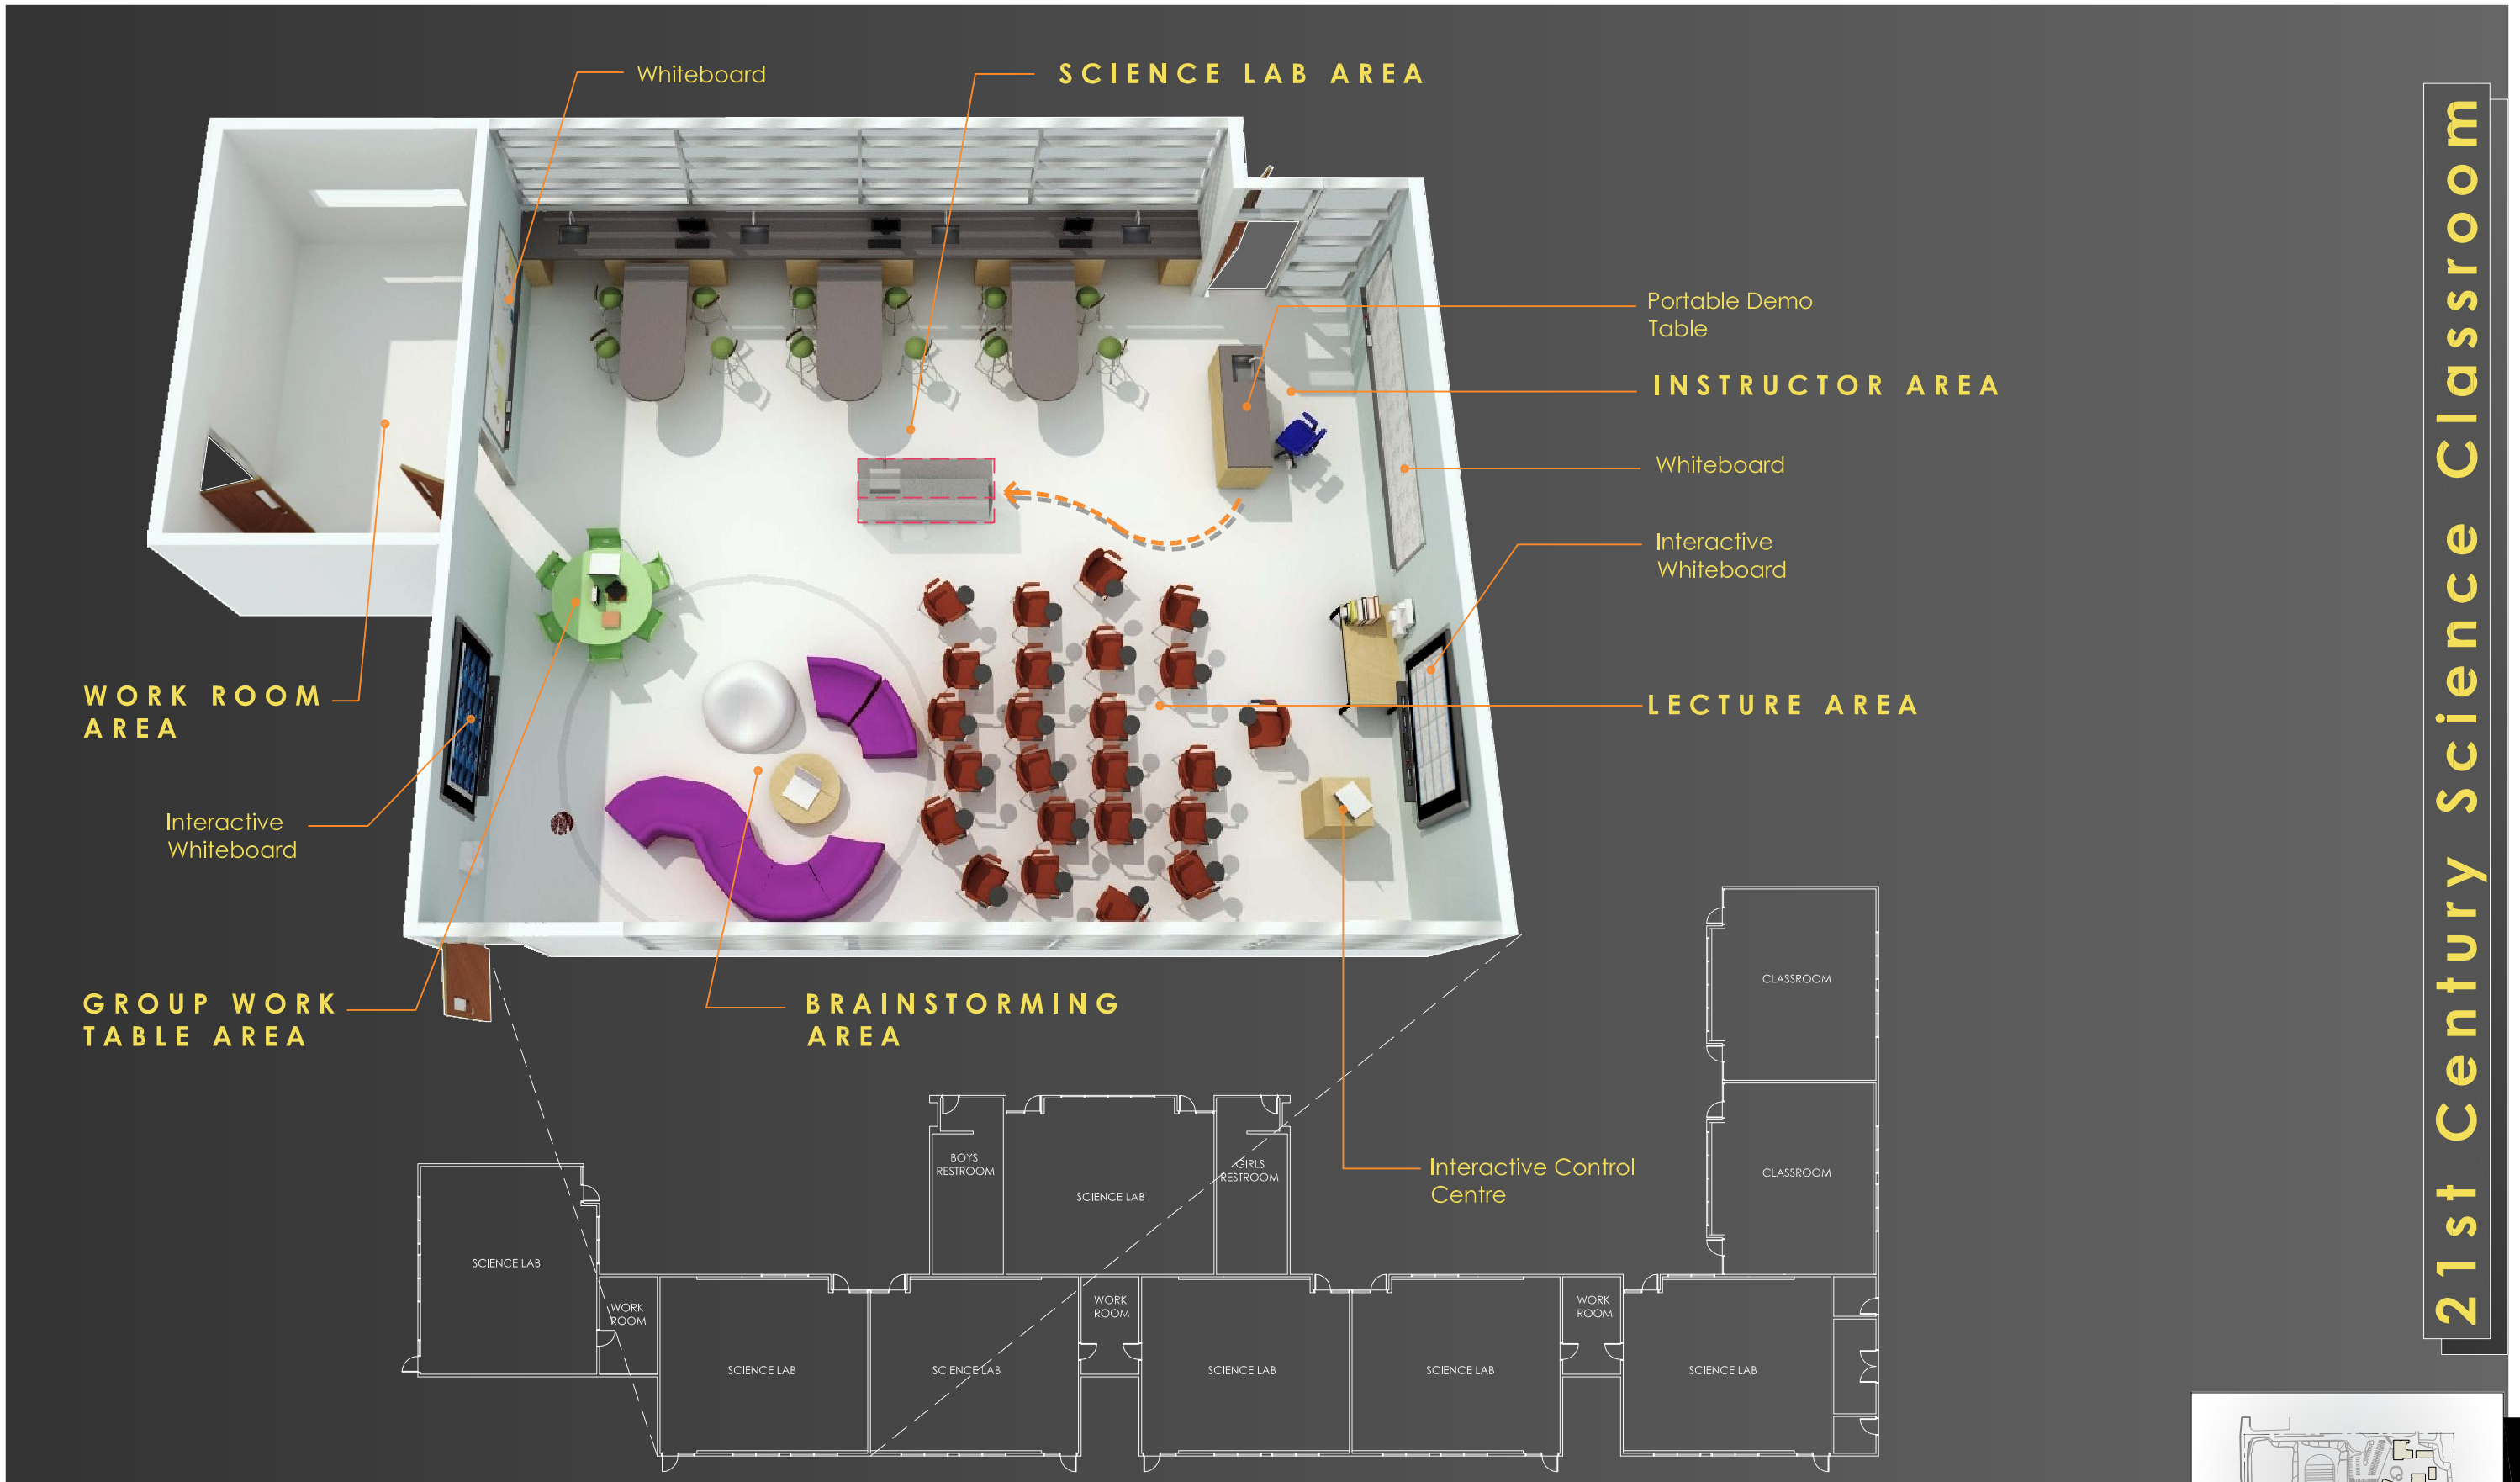 Whiteboard
SCIENCE LAB AREA
Portable Demo
Table
INSTRUCTOR AREA
Whiteboard
Interactive
Whiteboard
LECTURE AREA
WORK ROOM
AREA
Interactive
Whiteboard
GROUP WORK
TABLE AREA
BRAINSTORMING
AREA
Interactive Control
Centre
21st Century Science Classroom
CLASSROOM
CLASSROOM
BOYS
RESTROOM
SCIENCE LAB
GIRLS
RESTROOM
SCIENCE LAB
WORK
ROOM
SCIENCE LAB
SCIENCE LAB
WORK
ROOM
SCIENCE LAB
SCIENCE LAB
WORK
ROOM
SCIENCE LAB